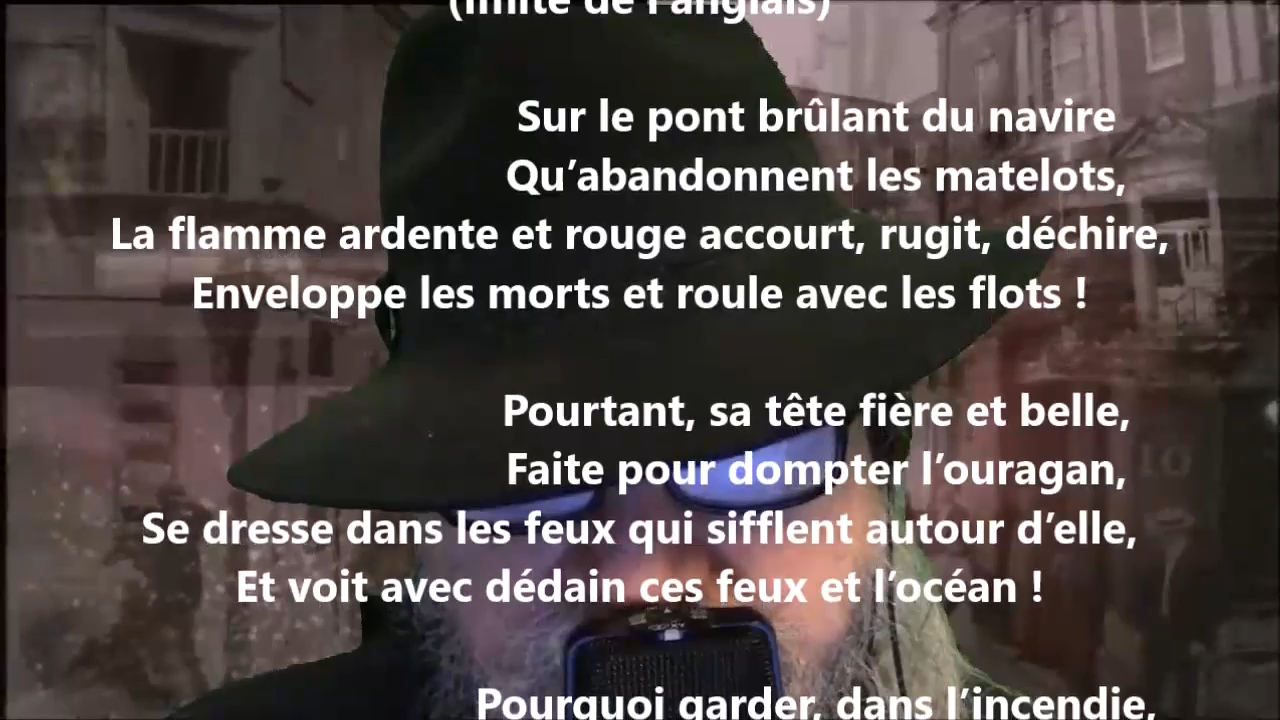 (imité de l'anglais)
Sur le pont brûlant du navire
Qu’abandonnent les matelots,
La flamme ardente et rouge accourt, rugit, déchire,
Enveloppe les morts et roule avec les flots !
Pourtant, sa tête fière et belle,
Faite pour dompter l’ouragan,
Se dresse dans les feux qui sifflent autour d’elle,
Et voit avec dédain ces feux et l’océan !
Pourquoi garder, dans l’incendie,